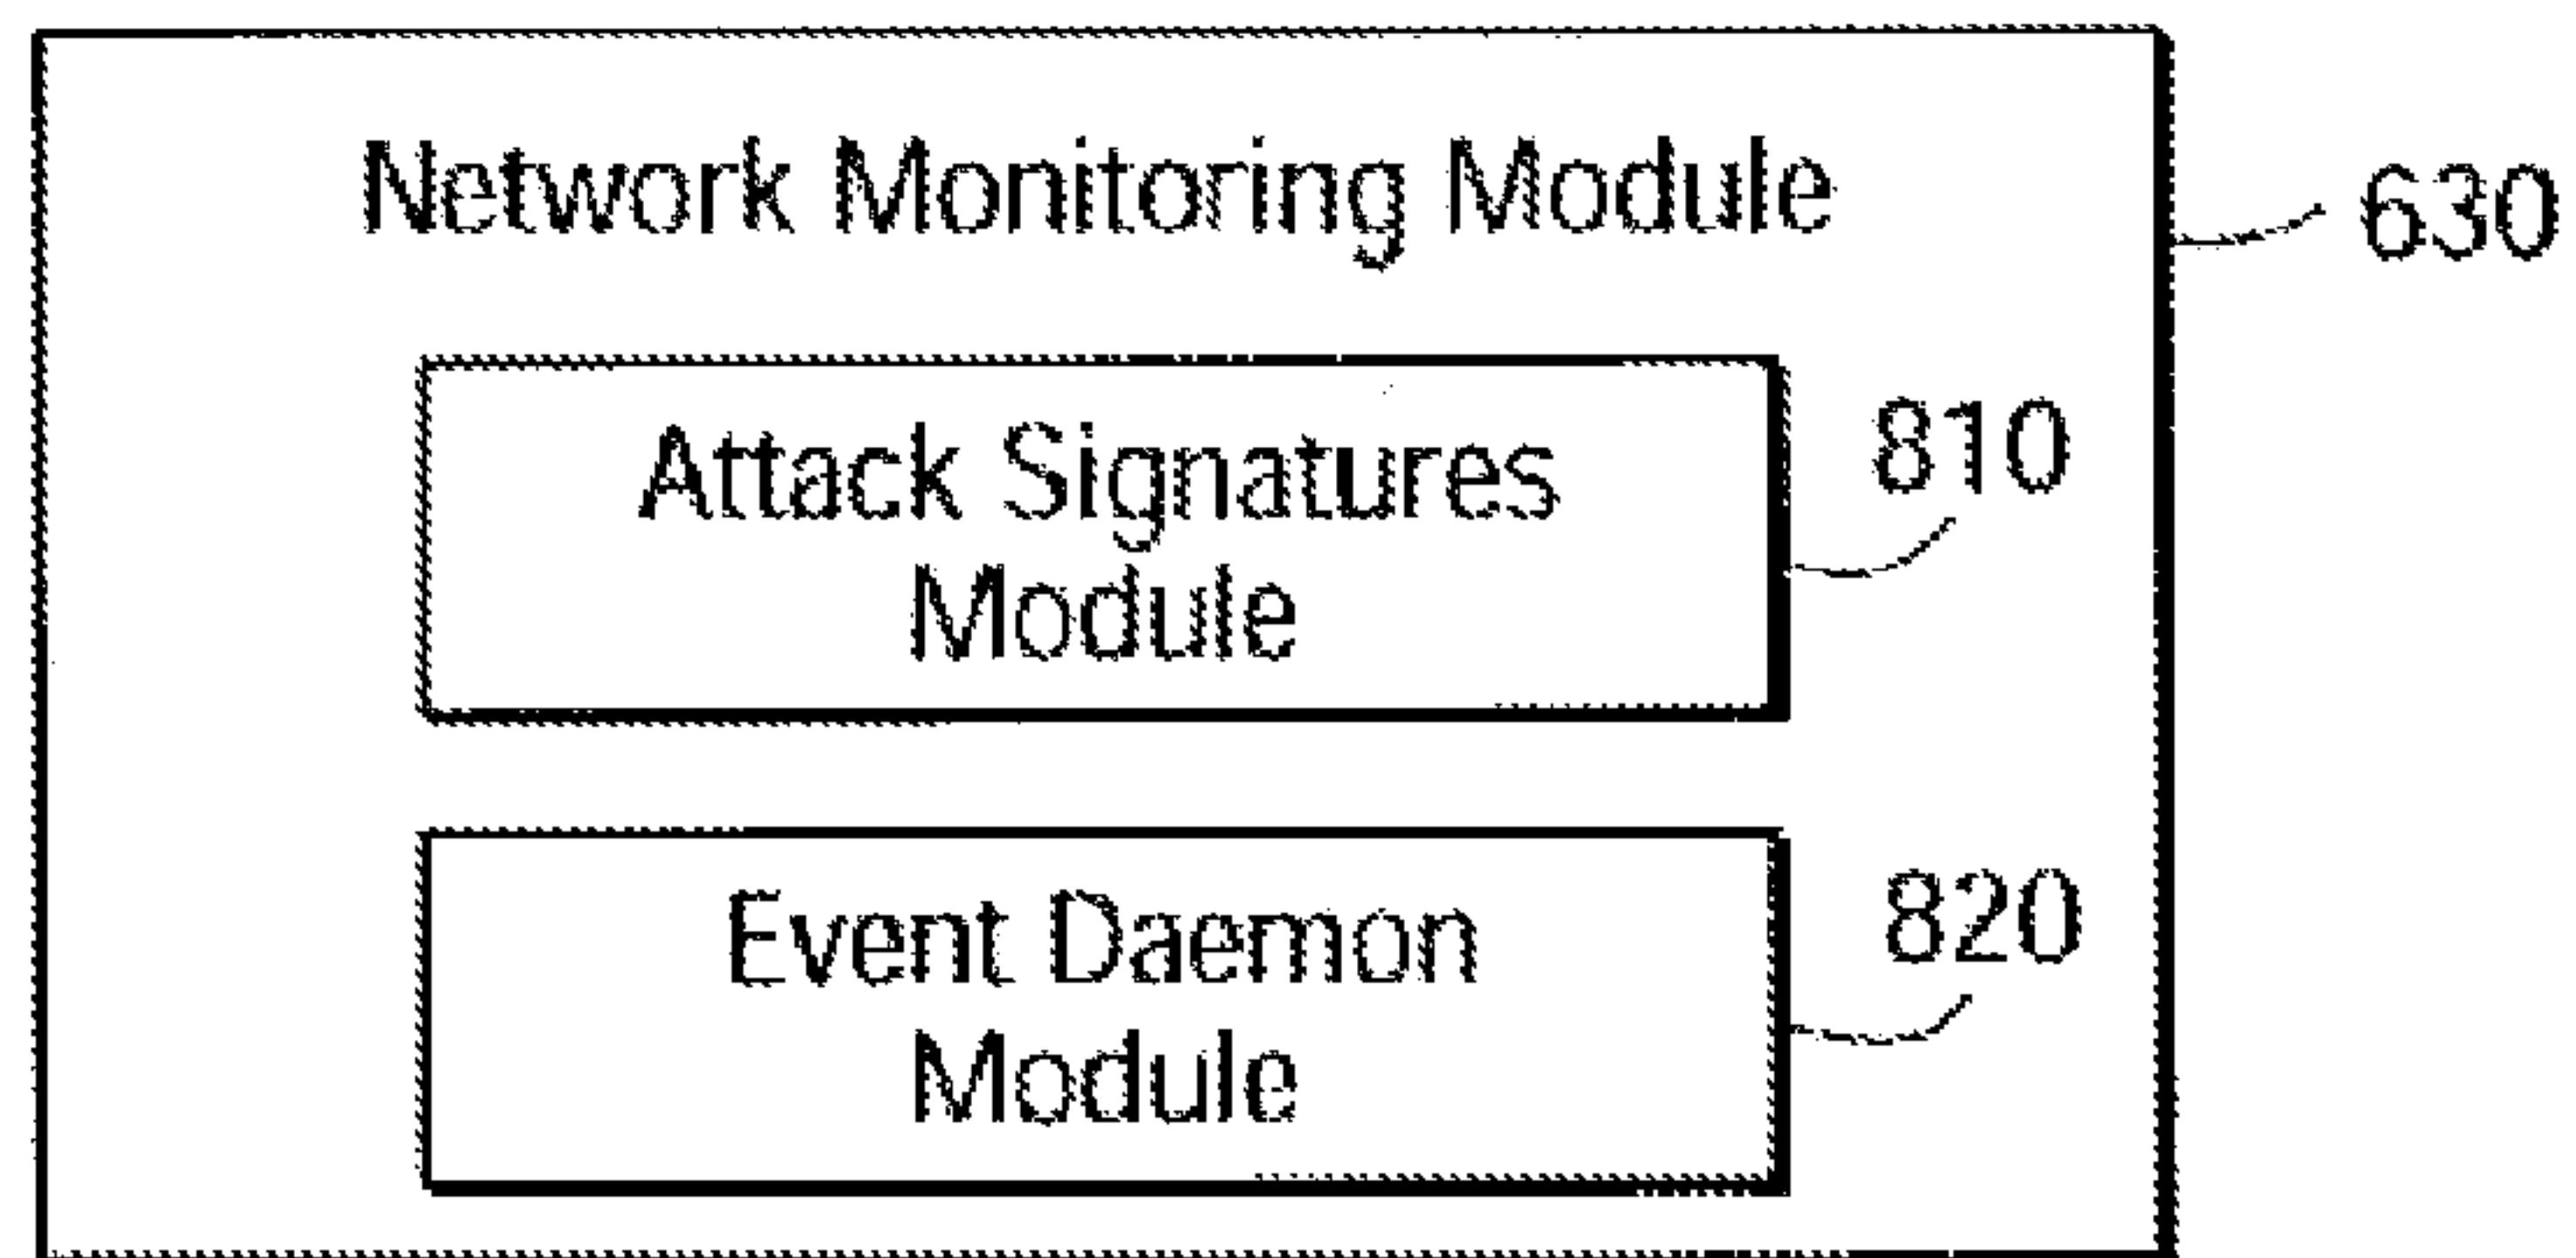 Network Monitoring Module
630
Attack Signatures
Module
810
Event Daemon
Module
820